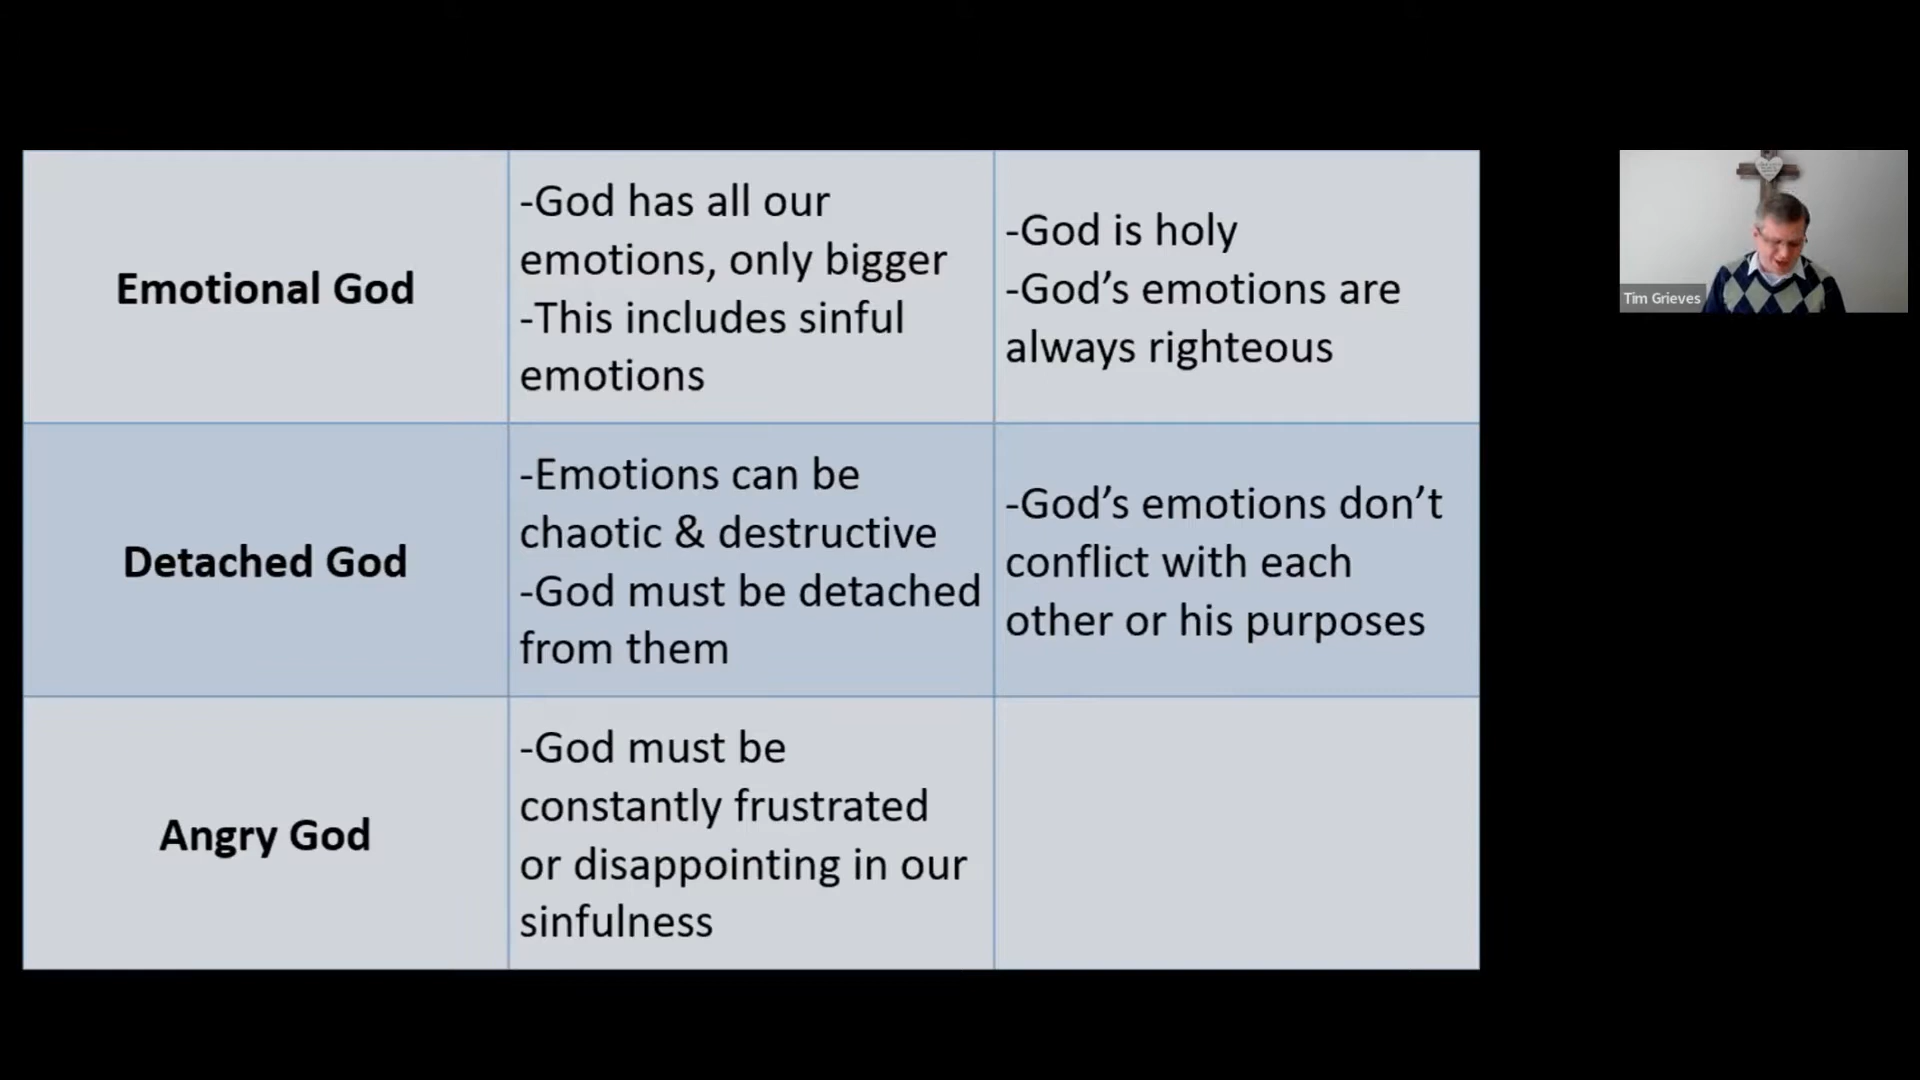 Emotional God
-God has all our
emotions, only bigger
-This includes sinful
emotions
-God is holy
-God’s emotions are
always righteous
Detached God
-Emotions can be
chaotic & destructive
-God must be detached
from them
-God’s emotions don’t
conflict with each
other or his purposes
Angry God
-God must be
constantly frustrated
or disappointing in our
sinfulness
Tim Grieves